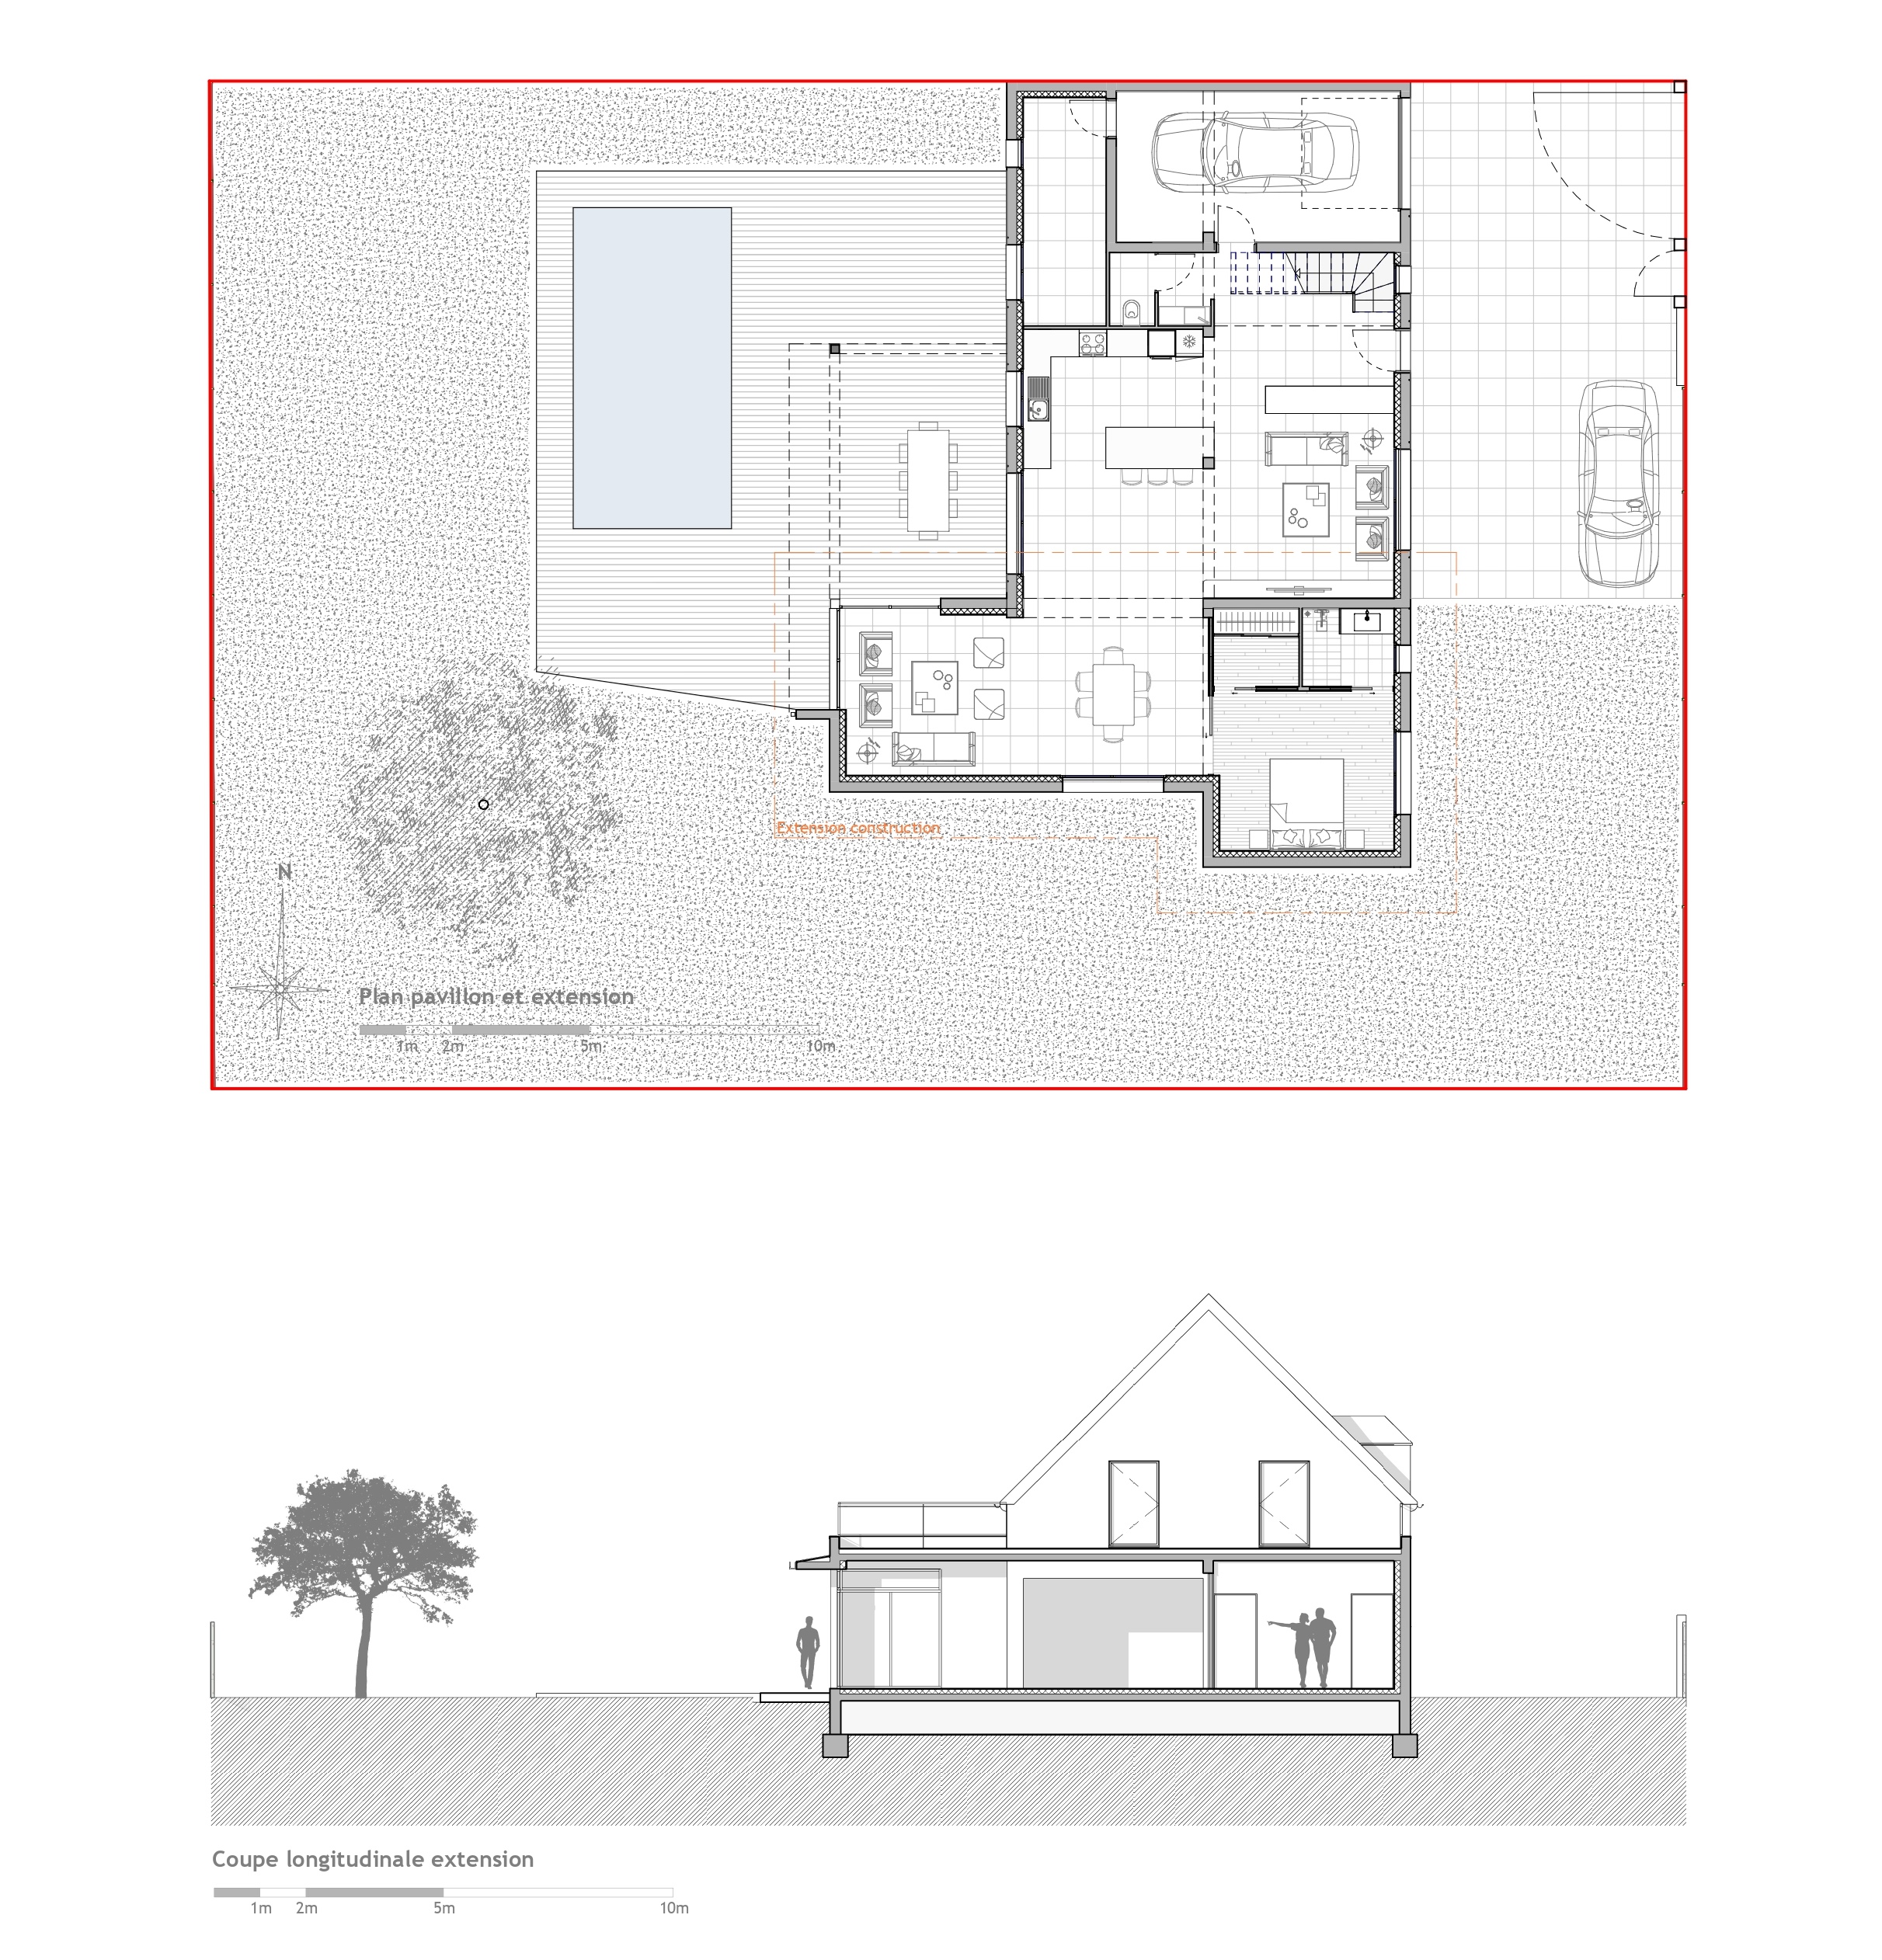 Extension construction
N
Plan pavillon et extension
1m 2m 5m 10m
Coupe longitudinale extension
1m 2m 5m 10m